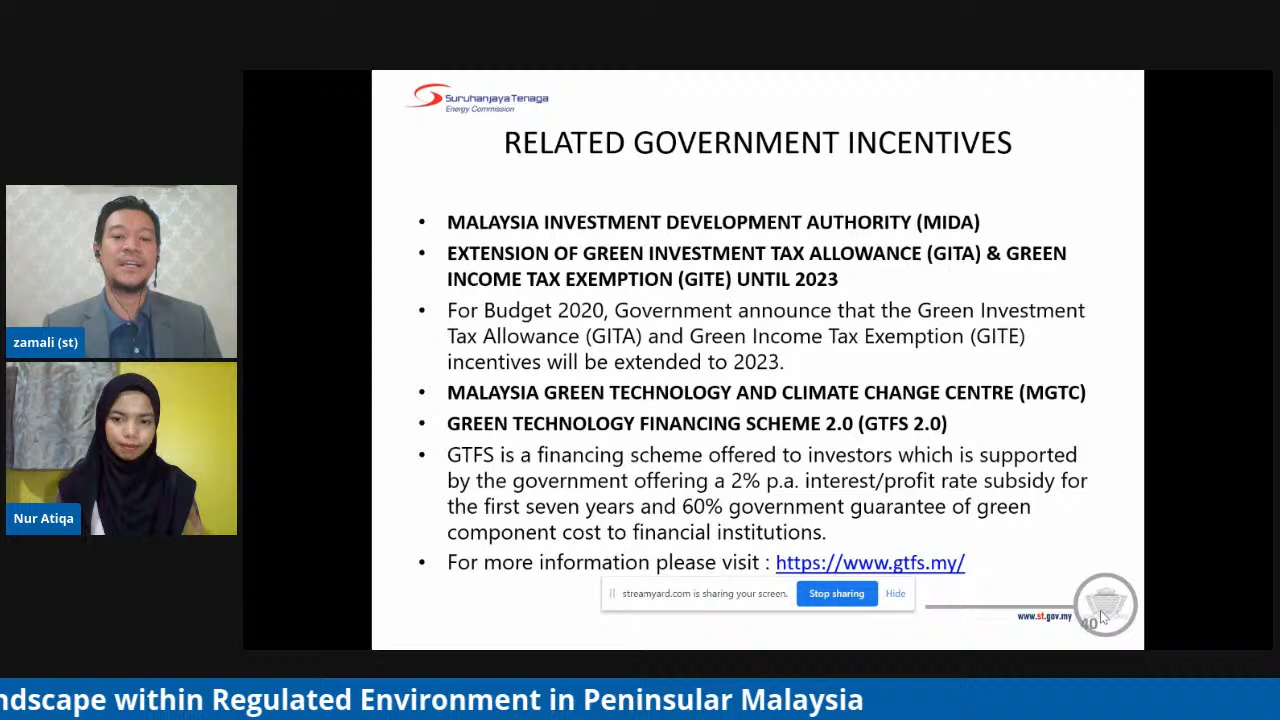 Suruhanjaya Tenaga
Energy Commission
RELATED GOVERNMENT INCENTIVES
• MALAYSIA INVESTMENT DEVELOPMENT AUTHORITY (MIDA)
• EXTENSION OF GREEN INVESTMENT TAX ALLOWANCE (GITA) & GREEN
INCOME TAX EXEMPTION (GITE) UNTIL 2023
• For Budget 2020, Government announce that the Green Investment
Tax Allowance (GITA) and Green Income Tax Exemption (GITE)
incentives will be extended to 2023.
• MALAYSIA GREEN TECHNOLOGY AND CLIMATE CHANGE CENTRE (MGTC)
• GREEN TECHNOLOGY FINANCING SCHEME 2.0 (GTFS 2.0)
• GTFS is a financing scheme offered to investors which is supported
by the government offering a 2% p.a. interest/profit rate subsidy for
the first seven years and 60% government guarantee of green
component cost to financial institutions.
• For more information please visit : https://www.gtfs.my/
streamyard.com is sharing your screen.
Stop sharing
Hide
www.st.gov.my
40
zamali (st)
Nur Atiqa
ndscape within Regulated Environment in Peninsular Malaysia